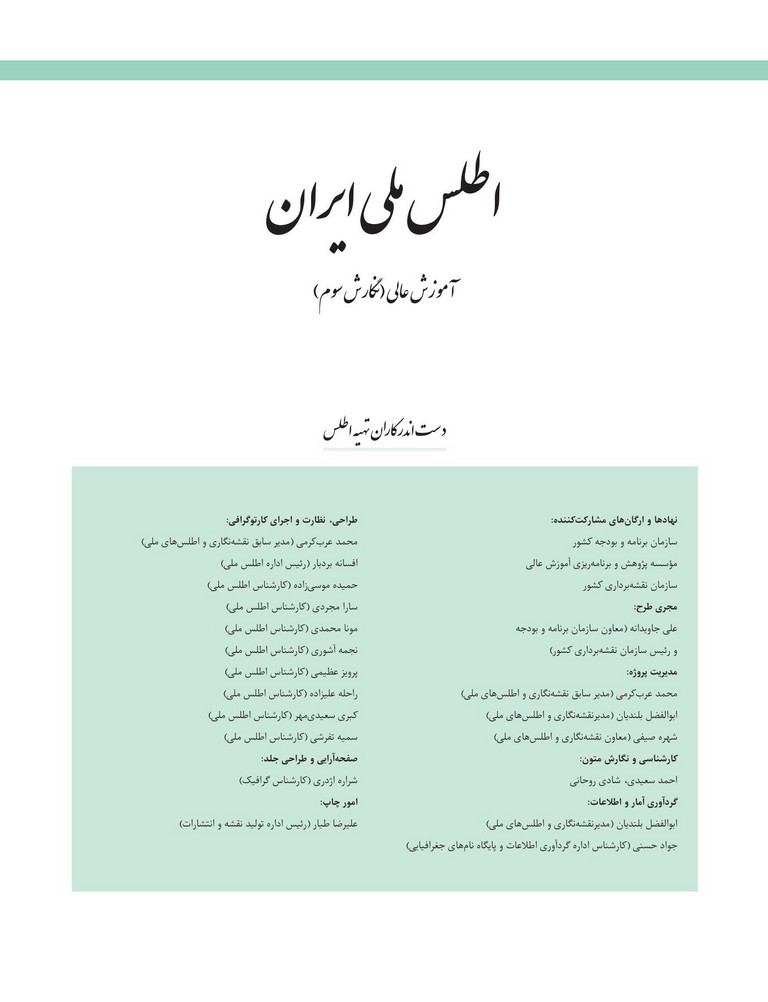 اطلس ملی ایران
آموزش عالی (نگارش سوم)
دست‌اندرکاران تهیه اطلس
نهادها و ارگان‌های مشارکت‌کننده:
سازمان برنامه و بودجه کشور
مؤسسه پژوهش و برنامه‌ریزی آموزش عالی
سازمان نقشه‌برداری کشور
مجری طرح:
علی جاویدانه (معاون سازمان برنامه و بودجه
و رئیس سازمان نقشه‌برداری کشور)
مدیریت پروژه:
محمد عرب‌کرمی (مدیر سابق نقشه‌نگاری و اطلس‌های ملی)
ابوالفضل بلندیان (مدیرنقشه‌نگاری و اطلس‌های ملی)
شهره صیفی (معاون نقشه‌نگاری و اطلس‌های ملی)
کارشناسی و نگارش متون:
احمد سعیدی، شادی روحانی
گردآوری آمار و اطلاعات:
ابوالفضل بلندیان (مدیرنقشه‌نگاری و اطلس‌های ملی)
جواد حسنی (کارشناس اداره گردآوری اطلاعات و پایگاه نام‌های جغرافیایی)
طراحی، نظارت و اجرای کارتوگرافی:
محمد عرب‌کرمی (مدیر سابق نقشه‌نگاری و اطلس‌های ملی)
افسانه بردبار (رئیس اداره اطلس ملی)
حمیده موسی‌زاده (کارشناس اطلس ملی)
سارا مجردی (کارشناس اطلس ملی)
مونا محمدی (کارشناس اطلس ملی)
نجمه آشوری (کارشناس اطلس ملی)
پرویز عظیمی (کارشناس اطلس ملی)
راحله علیزاده (کارشناس اطلس ملی)
کبری سعیدی‌مهر (کارشناس اطلس ملی)
سمیه تفرشی (کارشناس اطلس ملی)
صفحه‌آرایی و طراحی جلد:
شراره اژدری (کارشناس گرافیک)
امور چاپ:
علیرضا طیار (رئیس اداره تولید نقشه و انتشارات)